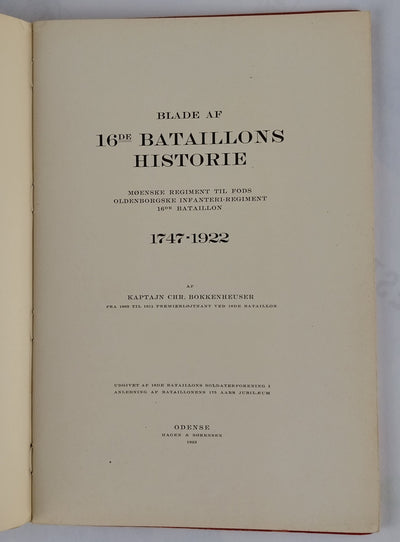 BLADE AF
16DE BATAILLONS
HISTORIE
MØENSKE REGIMENT TIL FODS
OLDENBORGSKE INFANTERI-REGIMENT
16DE BATAILLON
1747-1922
AF
KAPTAJN CHR. BOKKENHEUSER
FRA TIL PREMIERLØJTNANT VED 16DE BATAILLON
UDGIVET AF 16DE BATAILLONS SOLDATERFORENING I
ANLEDNING AF BATAILLONENS 175 AARS JUBILÆUM
ODENSE
HAGEN & SØRENSEN